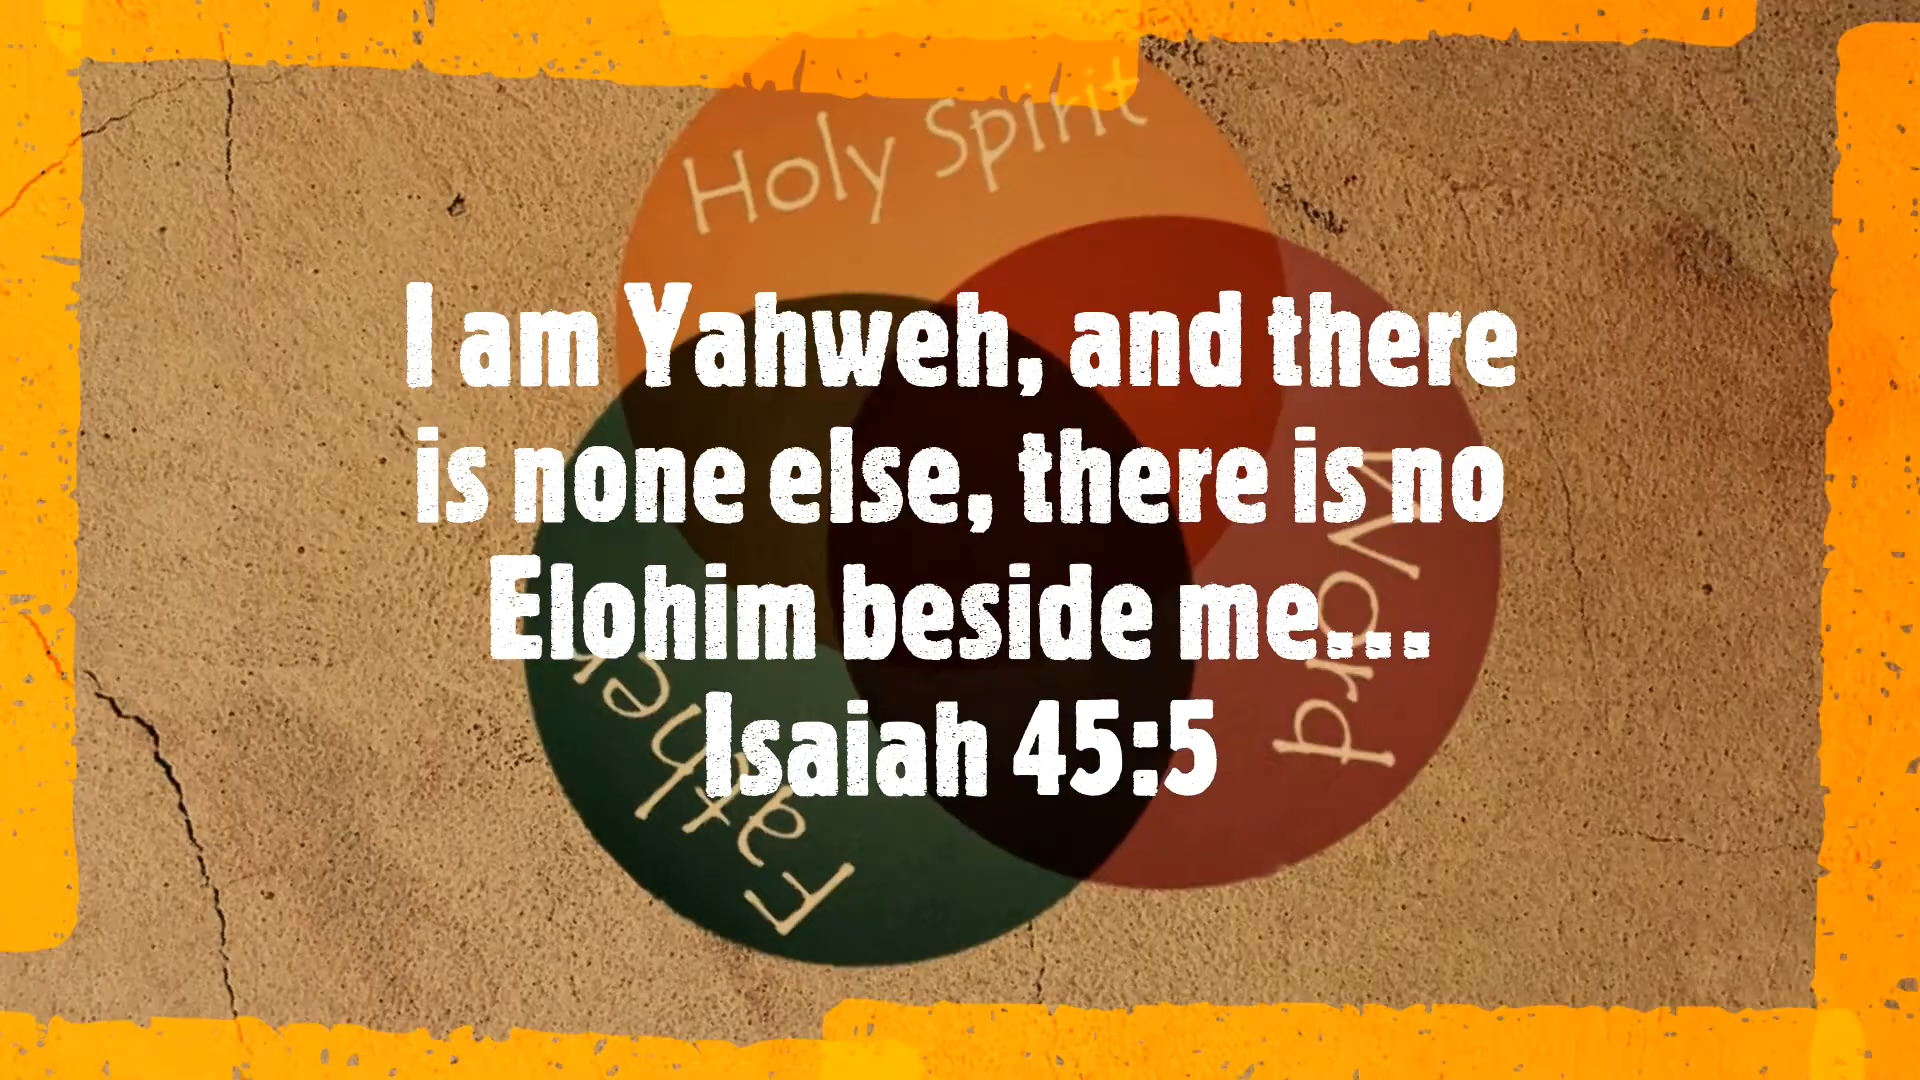 Holy Spirit
I am Yahweh, and there
is none else, there is no
Elohim beside me...
Isaiah 45:5
Word
Father